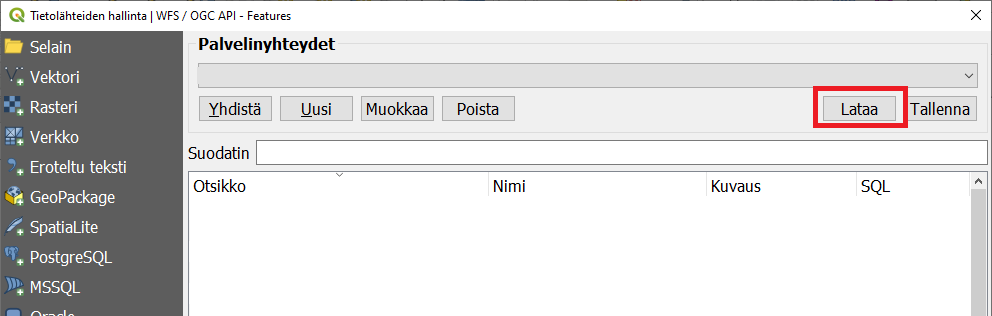 Tietolähteiden hallinta | WFS / OGC API - Features
Selain
Vektori
Rasteri
Verkko
Eroteltu teksti
GeoPackage
SpatiaLite
PostgreSQL
MSSQL
Oracle
Palvelinyhteydet
Yhdistä Uusi Muokkaa Poista Lataa Tallenna
Suodatin
Otsikko Nimi Kuvaus SQL